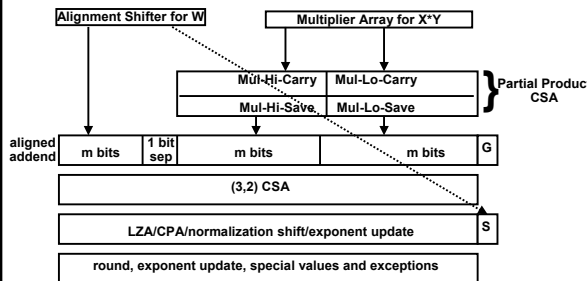 Alignment Shifter for W
Multiplier Array for X*Y
Mul-Hi-Carry
Mul-Lo-Carry
Mul-Hi-Save
Mul-Lo-Save
Partial Product
CSA
aligned
addend
m bits
1 bit
sep
m bits
m bits
G
(3,2) CSA
LZA/CPA/normalization shift/exponent update
S
round, exponent update, special values and exceptions